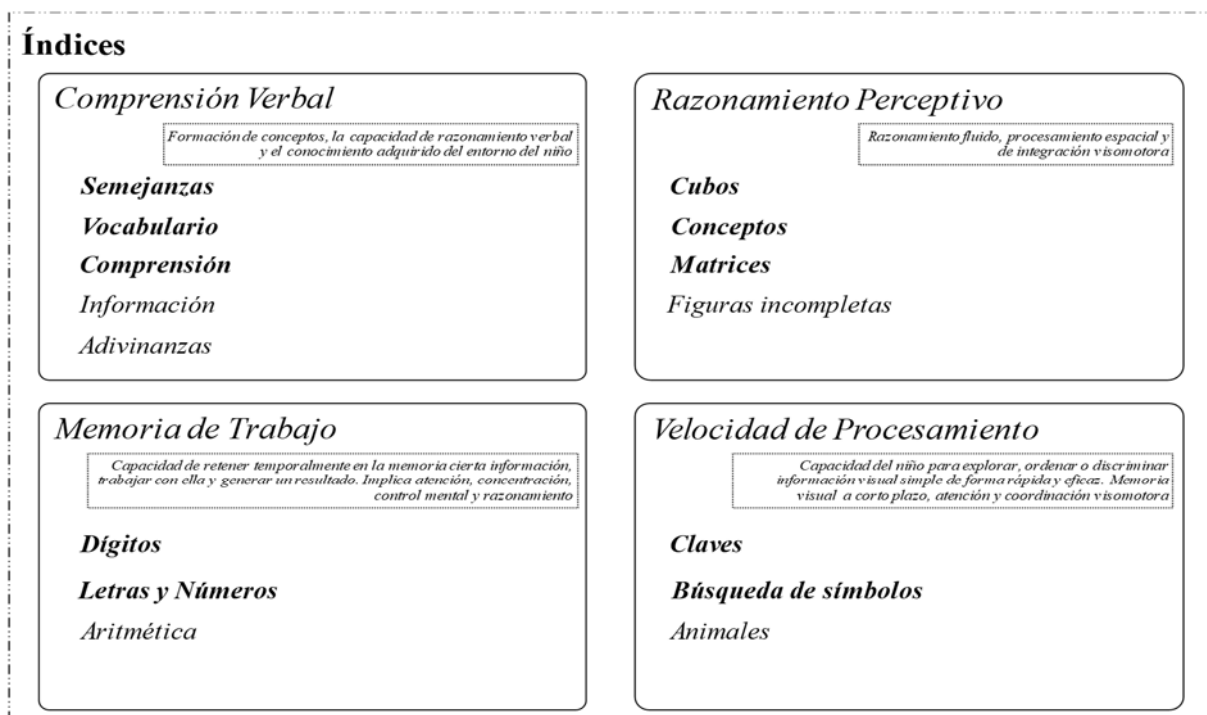 Índices
Comprensión Verbal
Formación de conceptos, la capacidad de razonamiento verbal
y el conocimiento adquirido del entorno del niño
Semejanzas
Vocabulario
Comprensión
Información
Adivinanzas
Razonamiento Perceptivo
Razonamiento fluido, procesamiento espacial y
de integración visomotora
Cubos
Conceptos
Matrices
Figuras incompletas
Memoria de Trabajo
Capacidad de retener temporalmente en la memoria cierta información,
trabajar con ella y generar un resultado. Implica atención, concentración,
control mental y razonamiento
Dígitos
Letras y Números
Aritmética
Velocidad de Procesamiento
Capacidad del niño para explorar, ordenar o discriminar
información visual simple de forma rápida y eficaz. Memoria
visual a corto plazo, atención y coordinación visomotora
Claves
Búsqueda de símbolos
Animales